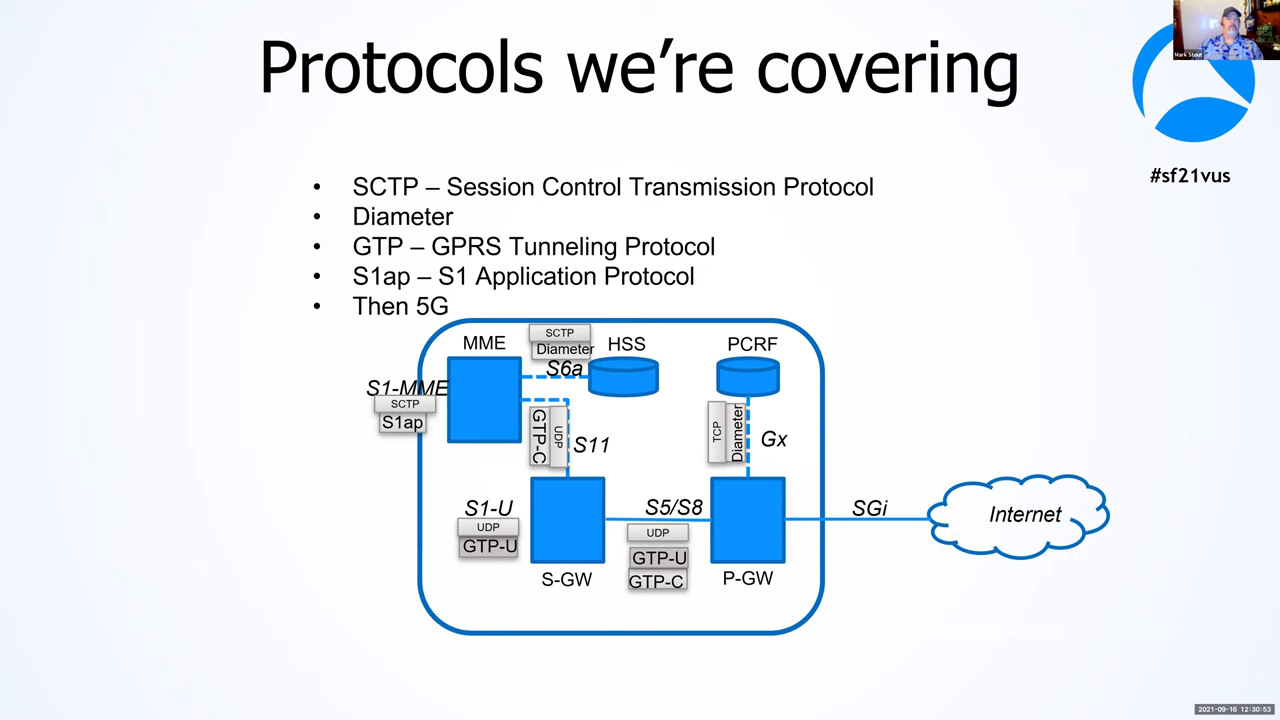 Protocols we're covering
Mark Stout
#sf21vus
• SCTP – Session Control Transmission Protocol
• Diameter
• GTP – GPRS Tunneling Protocol
• S1ap – S1 Application Protocol
• Then 5G
MME
SCTP
Diameter
HSS
PCRF
S6a
S1-MME
SCTP
S1ap
GTP-C
UDP
S11
TCP
Diameter
Gx
S1-U
UDP
GTP-U
S5/S8
UDP
GTP-U
GTP-C
SGi
Internet
S-GW
P-GW
2021-09-16 12:30:53